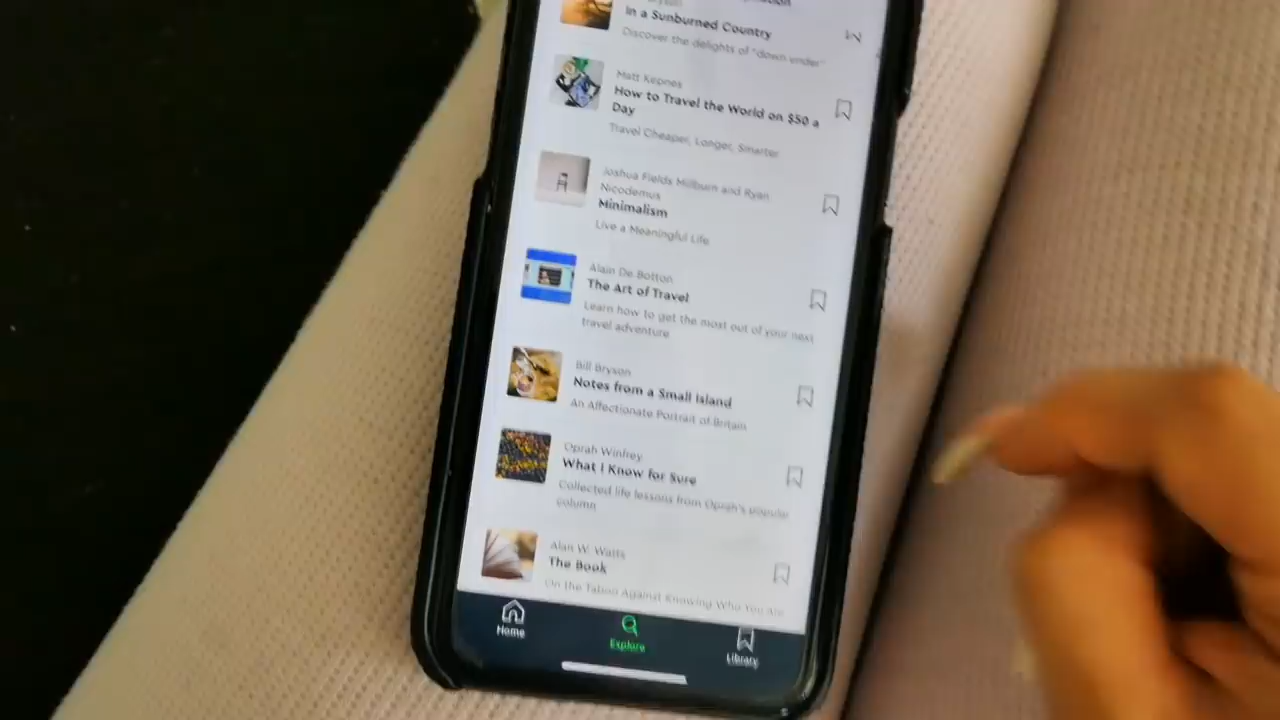 In a Sunburned Country
Discover the delights of "down under"
Matt Kepnes
How to Travel the World on $50 a
Day
Travel Cheaper, Longer, Smarter
Joshua Fields Millburn and Ryan
Nicodemus
Minimalism
Live a Meaningful Life
Alain De Botton
The Art of Travel
Learn how to get the most out of your next
travel adventure
Bill Bryson
Notes from a Small Island
An Affectionate Portrait of Britain
Oprah Winfrey
What I Know for Sure
Collected life lessons from Oprah's popular
column
Alan W. Watts
The Book
On the Taboo Against Knowing Who You Are
Home
Explore
Library